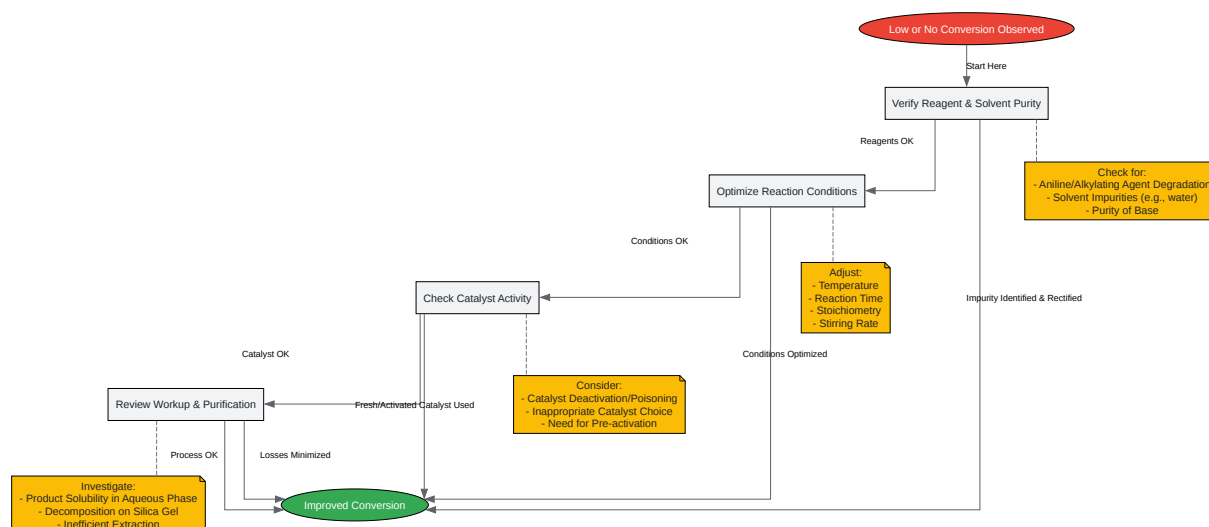 Low or No Conversion Observed
Start Here
Verify Reagent & Solvent Purity
Reagents OK
Check for:
- Aniline/Alkylating Agent Degradation
- Solvent Impurities (e.g., water)
- Purity of Base
Optimize Reaction Conditions
Conditions OK
Adjust:
- Temperature
- Reaction Time
- Stoichiometry
- Stirring Rate
Impurity Identified & Rectified
Check Catalyst Activity
Catalyst OK
Conditions Optimized
Consider:
- Catalyst Deactivation/Poisoning
- Inappropriate Catalyst Choice
- Need for Pre-activation
Review Workup & Purification
Fresh/Activated Catalyst Used
Process OK
Losses Minimized
Investigate:
- Product Solubility in Aqueous Phase
- Decomposition on Silica Gel
- Inefficient Extraction
Improved Conversion